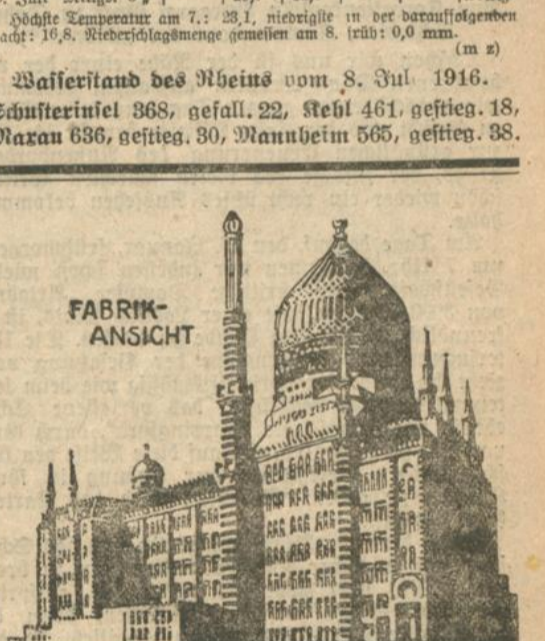 Höchste Temperatur am 7.: 23,1, niedrigste in der darauffolgenden
acht: 16,8. Niederschlagsmenge gemessen am 8. früh: 0,0 mm.
(m z)
Wasserstand des Rheins vom 8. Jul 1916.
Schusterinsel 368, gefall. 22, Kehl 461, gestieg. 18,
Maxau 636, gestieg. 30, Mannheim 565, gestieg. 38.
FABRIK-
ANSICHT